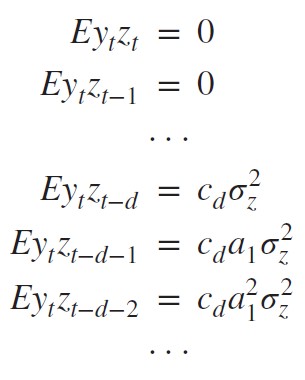 Ey_t z_t = 0
Ey_t z_{t−1} = 0
. . .
Ey_t z_{t−d} = c_d σ_z^2
Ey_t z_{t−d−1} = c_d a_1 σ_z^2
Ey_t z_{t−d−2} = c_d a_1^2 σ_z^2
. . .